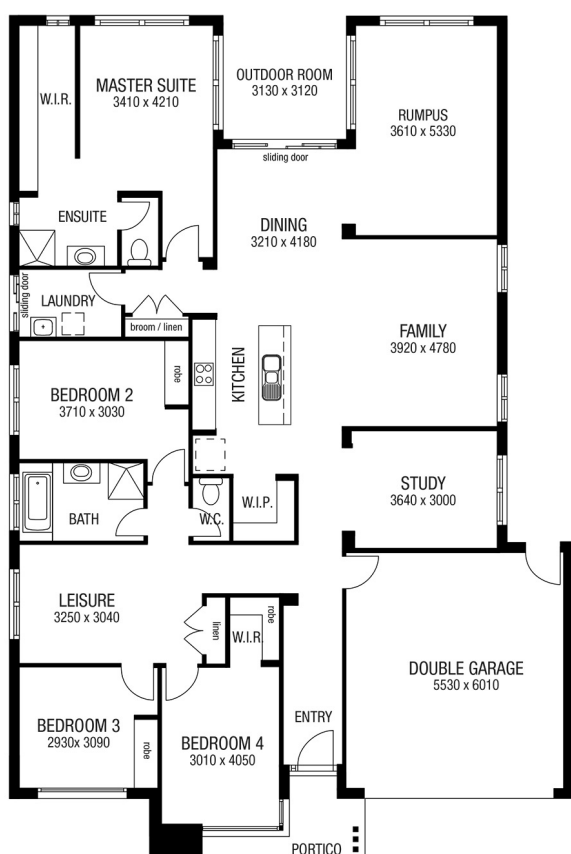 W.I.R.
MASTER SUITE
3410 x 4210
OUTDOOR ROOM
3130 x 3120
RUMPUS
3610 x 5330
sliding door
ENSUITE
DINING
3210 x 4180
sliding door
LAUNDRY
broom / linen
FAMILY
3920 x 4780
KITCHEN
robe
BEDROOM 2
3710 x 3030
STUDY
3640 x 3000
BATH
W.C.
W.I.P.
LEISURE
3250 x 3040
linen
W.I.R.
robe
DOUBLE GARAGE
5530 x 6010
BEDROOM 3
2930x 3090
robe
BEDROOM 4
3010 x 4050
ENTRY
PORTICO